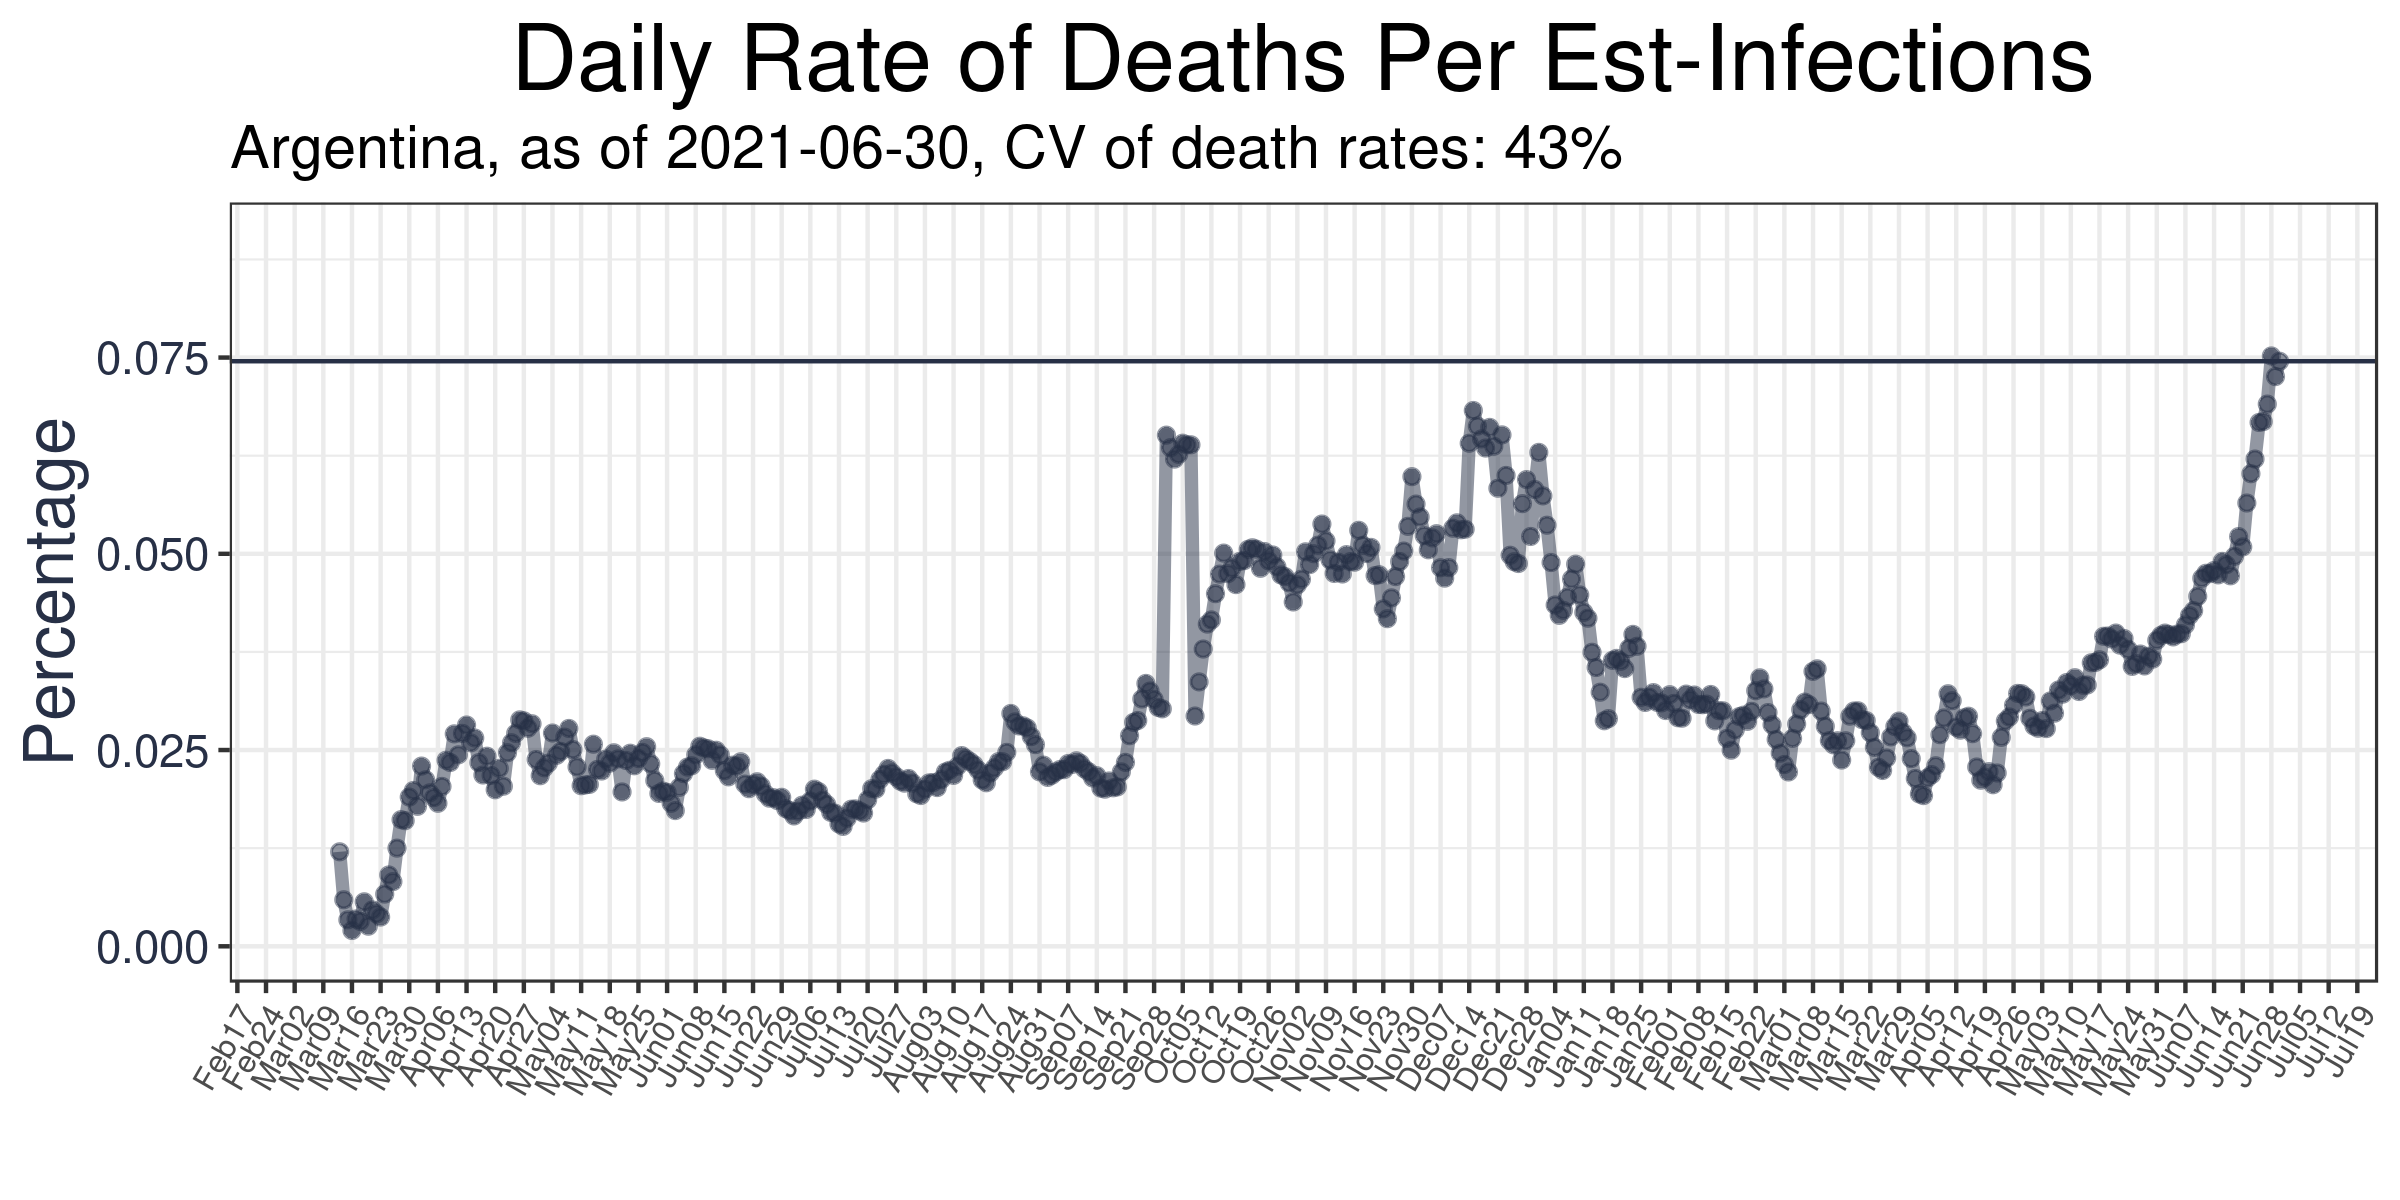 Daily Rate of Deaths Per Est-Infections
Argentina, as of 2021-06-30, CV of death rates: 43%
Percentage
0.075
0.050
0.025
0.000
Feb17
Feb24
Mar02
Mar09
Mar16
Mar23
Mar30
Apr06
Apr13
Apr20
Apr27
May04
May11
May18
May25
Jun01
Jun08
Jun15
Jun22
Jun29
Jul06
Jul13
Jul20
Jul27
Aug03
Aug10
Aug17
Aug24
Aug31
Sep07
Sep14
Sep21
Sep28
Oct05
Oct12
Oct19
Oct26
Nov02
Nov09
Nov16
Nov23
Nov30
Dec07
Dec14
Dec21
Dec28
Jan04
Jan11
Jan18
Jan25
Feb01
Feb08
Feb15
Feb22
Mar01
Mar08
Mar15
Mar22
Mar29
Apr05
Apr12
Apr19
Apr26
May03
May10
May17
May24
May31
Jun07
Jun14
Jun21
Jun28
Jul05
Jul12
Jul19